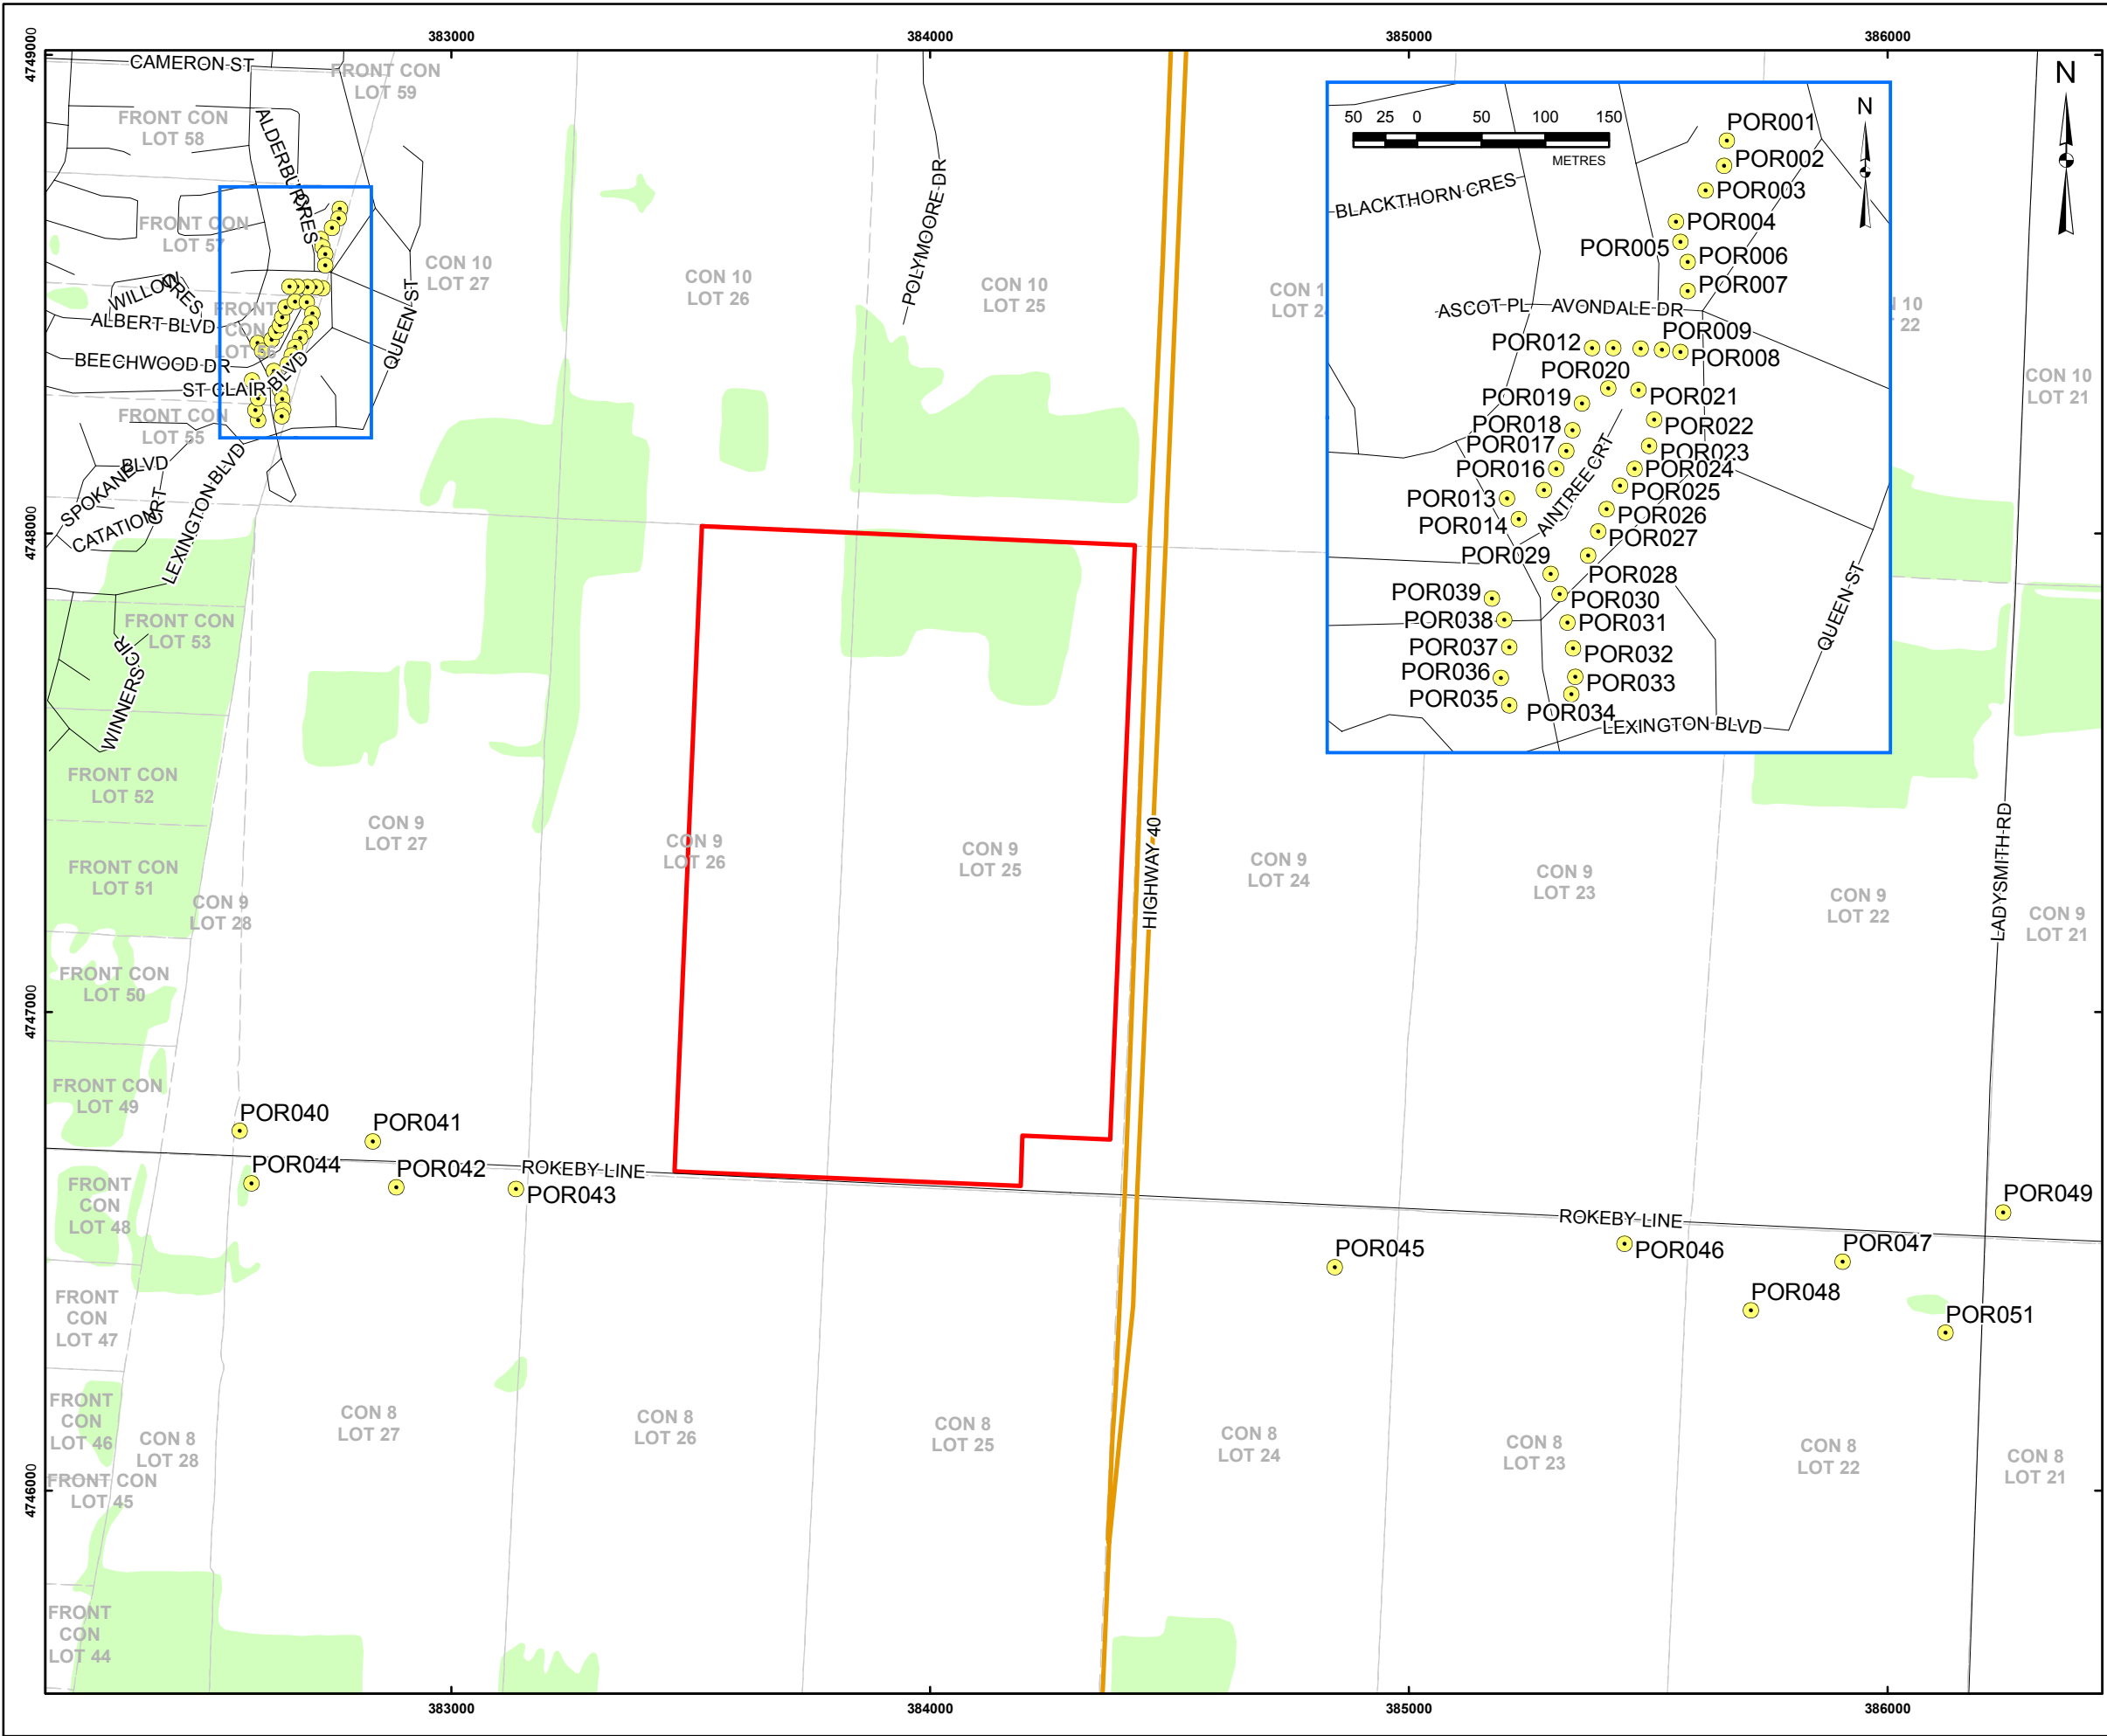 383000
384000
385000
386000
4749000
4748000
4747000
4746000
CAMERON ST
FRONT CON
LOT 59
FRONT CON
LOT 58
ALDERBURY
CRES
FRONT CON
LOT 57
WILLOW
CRES
ALBERT BLVD
FRONT
CON
LOT 56
BEECHWOOD DR
ST CLAIR BLVD
FRONT CON
LOT 55
QUEEN ST
SPOKANE
BLVD
CATATION
CRT
LEXINGTON BLVD
WINNERS CIR
CON 10
LOT 27
CON 10
LOT 26
CON 10
LOT 25
POLYMOORE DR
CON 10
LOT 21
N
50 25 0 50 100 150
METRES
N
POR001
POR002
POR003
POR004
POR005
POR006
POR007
BLACKTHORN CRES
ASCOT PL
AVONDALE DR
POR009
POR012
POR008
POR020
POR019
POR021
POR018
POR022
POR017
POR023
POR016
POR024
POR013
POR025
POR014
POR026
AINTREE CRT
POR027
POR029
POR028
POR039
POR030
POR038
POR031
POR037
POR032
POR036
POR033
POR035
POR034
LEXINGTON BLVD
QUEEN ST
FRONT CON
LOT 53
FRONT CON
LOT 52
FRONT CON
LOT 51
CON 9
LOT 28
CON 9
LOT 27
CON 9
LOT 26
CON 9
LOT 25
HIGHWAY 40
CON 9
LOT 24
CON 9
LOT 23
CON 9
LOT 22
LADYSMITH RD
CON 9
LOT 21
FRONT CON
LOT 50
FRONT CON
LOT 49
POR040
POR041
POR044
POR042
ROKEBY LINE
POR043
FRONT
CON
LOT 48
POR049
ROKEBY LINE
POR045
POR046
POR047
POR048
POR051
FRONT
CON
LOT 47
FRONT
CON
LOT 46
CON 8
LOT 28
CON 8
LOT 27
CON 8
LOT 26
CON 8
LOT 25
CON 8
LOT 24
CON 8
LOT 23
CON 8
LOT 22
CON 8
LOT 21
FRONT CON
LOT 45
FRONT
CON
LOT 44
383000
384000
385000
386000